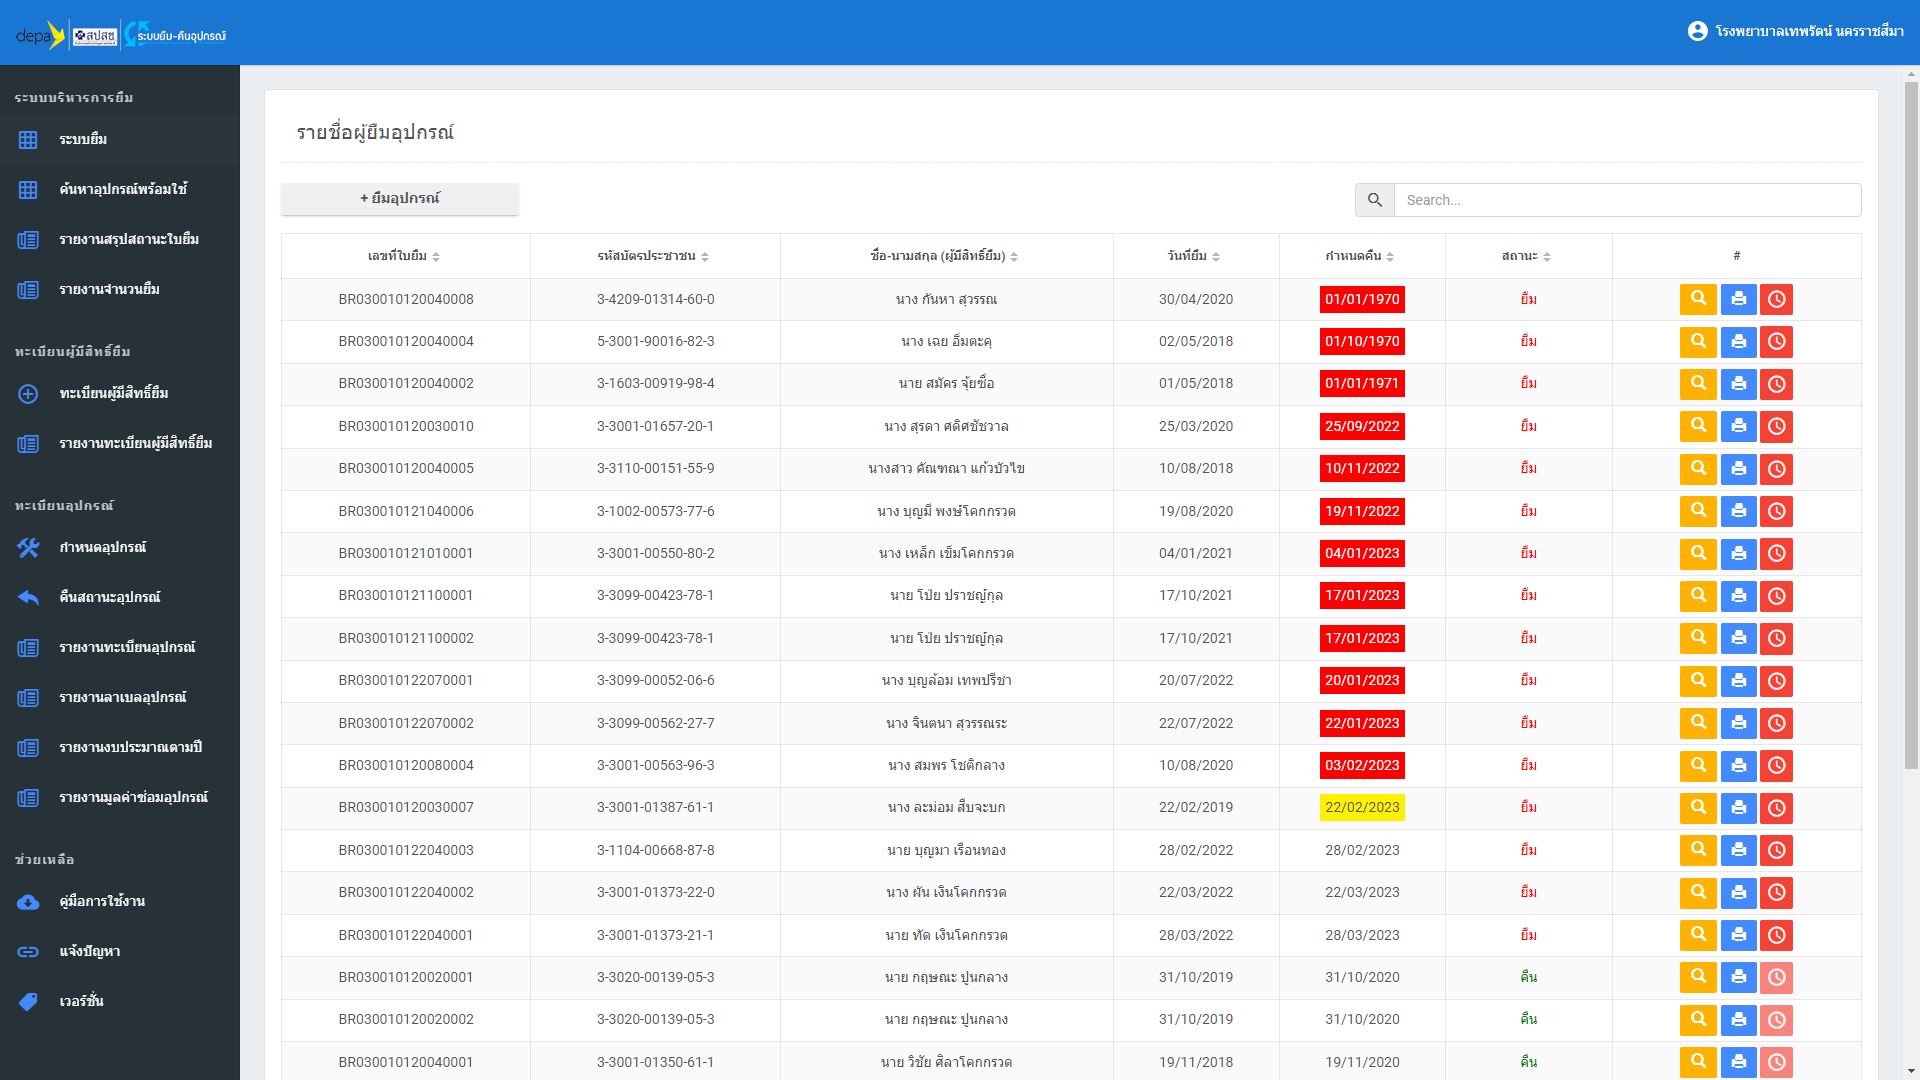 depa สปสช ระบบยืม-คืนอุปกรณ์
โรงพยาบาลเทพรัตน์ นครราชสีมา
ระบบบริหารการยืม
ระบบยืม
ค้นหาอุปกรณ์พร้อมใช้
รายงานสรุปสถานะใบยืม
รายงานจำนวนยืม
ทะเบียนผู้มีสิทธิ์ยืม
ทะเบียนผู้มีสิทธิ์ยืม
รายงานทะเบียนผู้มีสิทธิ์ยืม
ทะเบียนอุปกรณ์
กำหนดอุปกรณ์
คืนสถานะอุปกรณ์
รายงานทะเบียนอุปกรณ์
รายงานลาเบลอุปกรณ์
รายงานงบประมาณตามปี
รายงานมูลค่าซ่อมอุปกรณ์
ช่วยเหลือ
คู่มือการใช้งาน
แจ้งปัญหา
เวอร์ชั่น
รายชื่อผู้ยืมอุปกรณ์
+ ยืมอุปกรณ์
Search...
เลขที่ใบยืม รหัสบัตรประชาชน ชื่อ-นามสกุล (ผู้มีสิทธิ์ยืม) วันที่ยืม กำหนดคืน สถานะ #
BR030010120040008 3-4209-01314-60-0 นาง กันหา สุวรรณ 30/04/2020 01/01/1970 ยืม
BR030010120040004 5-3001-90016-82-3 นาง เฉย อิ่มตะคุ 02/05/2018 01/10/1970 ยืม
BR030010120040002 3-1603-00919-98-4 นาย สมัคร จุ้ยซื้อ 01/05/2018 01/01/1971 ยืม
BR030010120030010 3-3001-01657-20-1 นาง สุรดา ศดิศชัชวาล 25/03/2020 25/09/2022 ยืม
BR030010120040005 3-3110-00151-55-9 นางสาว คัณฑณา แก้วบัวไข 10/08/2018 10/11/2022 ยืม
BR030010121040006 3-1002-00573-77-6 นาง บุญมี พงษ์โคกกรวด 19/08/2020 19/11/2022 ยืม
BR030010121010001 3-3001-00550-80-2 นาง เหล็ก เข็มโคกกรวด 04/01/2021 04/01/2023 ยืม
BR030010121100001 3-3099-00423-78-1 นาย โป้ย ปราชญ์กุล 17/10/2021 17/01/2023 ยืม
BR030010121100002 3-3099-00423-78-1 นาย โป้ย ปราชญ์กุล 17/10/2021 17/01/2023 ยืม
BR030010122070001 3-3099-00052-06-6 นาง บุญล้อม เทพปรีชา 20/07/2022 20/01/2023 ยืม
BR030010122070002 3-3099-00562-27-7 นาง จินตนา สุวรรณระ 22/07/2022 22/01/2023 ยืม
BR030010120080004 3-3001-00563-96-3 นาง สมพร โชติกลาง 10/08/2020 03/02/2023 ยืม
BR030010120030007 3-3001-01387-61-1 นาง ละม่อม สืบจะบก 22/02/2019 22/02/2023 ยืม
BR030010122040003 3-1104-00668-87-8 นาย บุญมา เรือนทอง 28/02/2022 28/02/2023 ยืม
BR030010122040002 3-3001-01373-22-0 นาง ผัน เงินโคกกรวด 22/03/2022 22/03/2023 ยืม
BR030010122040001 3-3001-01373-21-1 นาย ทัด เงินโคกกรวด 28/03/2022 28/03/2023 ยืม
BR030010120020001 3-3020-00139-05-3 นาย กฤษณะ ปูนกลาง 31/10/2019 31/10/2020 คืน
BR030010120020002 3-3020-00139-05-3 นาย กฤษณะ ปูนกลาง 31/10/2019 31/10/2020 คืน
BR030010120040001 3-3001-01350-61-1 นาย วิชัย ศิลาโคกกรวด 19/11/2018 19/11/2020 คืน